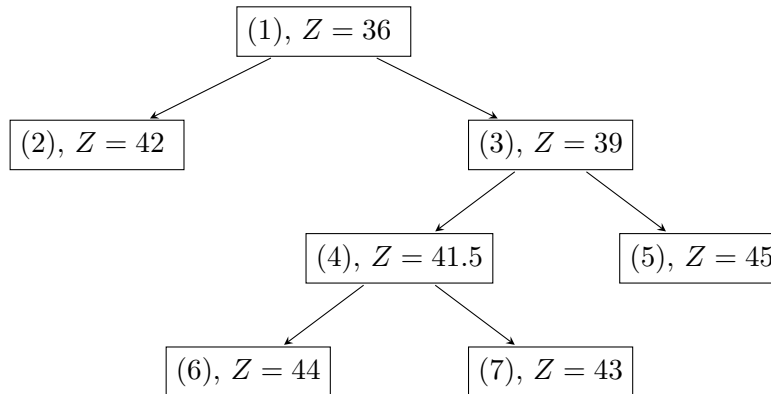 (1), Z = 36
(2), Z = 42
(3), Z = 39
(4), Z = 41.5
(5), Z = 45
(6), Z = 44
(7), Z = 43